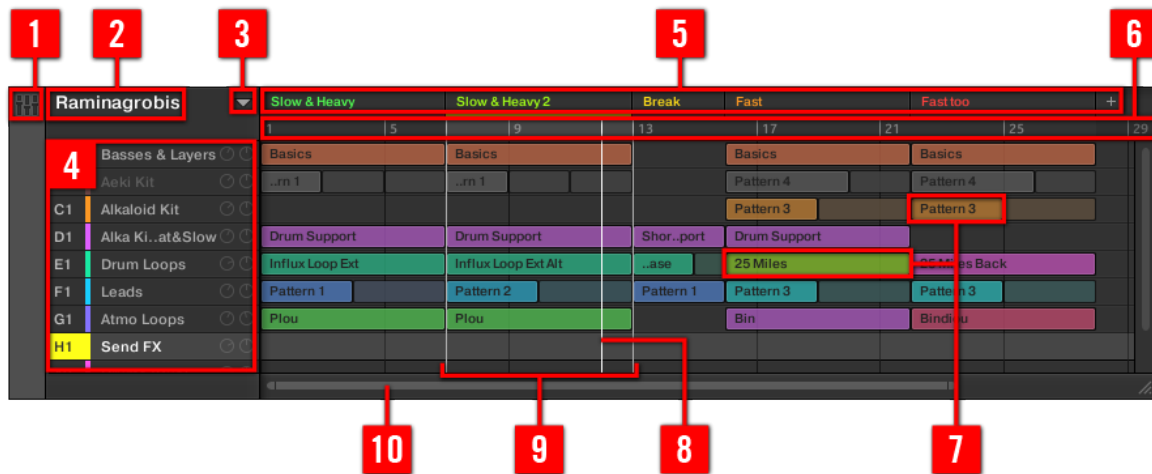 1 2 3 5 6
Raminagrobis Slow & Heavy Slow & Heavy 2 Break Fast Fast too +
1 5 9 13 17 21 25 29
4 Basses & Layers Basics Basics Basics Basics
Aeki Kit ..rn 1 ..rn 1 Pattern 4 Pattern 4
C1 Alkaloid Kit Pattern 3 Pattern 3
D1 Alka Ki..at&Slow Drum Support Drum Support Shor..port Drum Support
E1 Drum Loops Influx Loop Ext Influx Loop Ext Alt ..ase 25 Miles 25 Miles Back
F1 Leads Pattern 1 Pattern 2 Pattern 1 Pattern 3 Pattern 3
G1 Atmo Loops Plou Plou Bin Bindiou
H1 Send FX
10 9 8 7